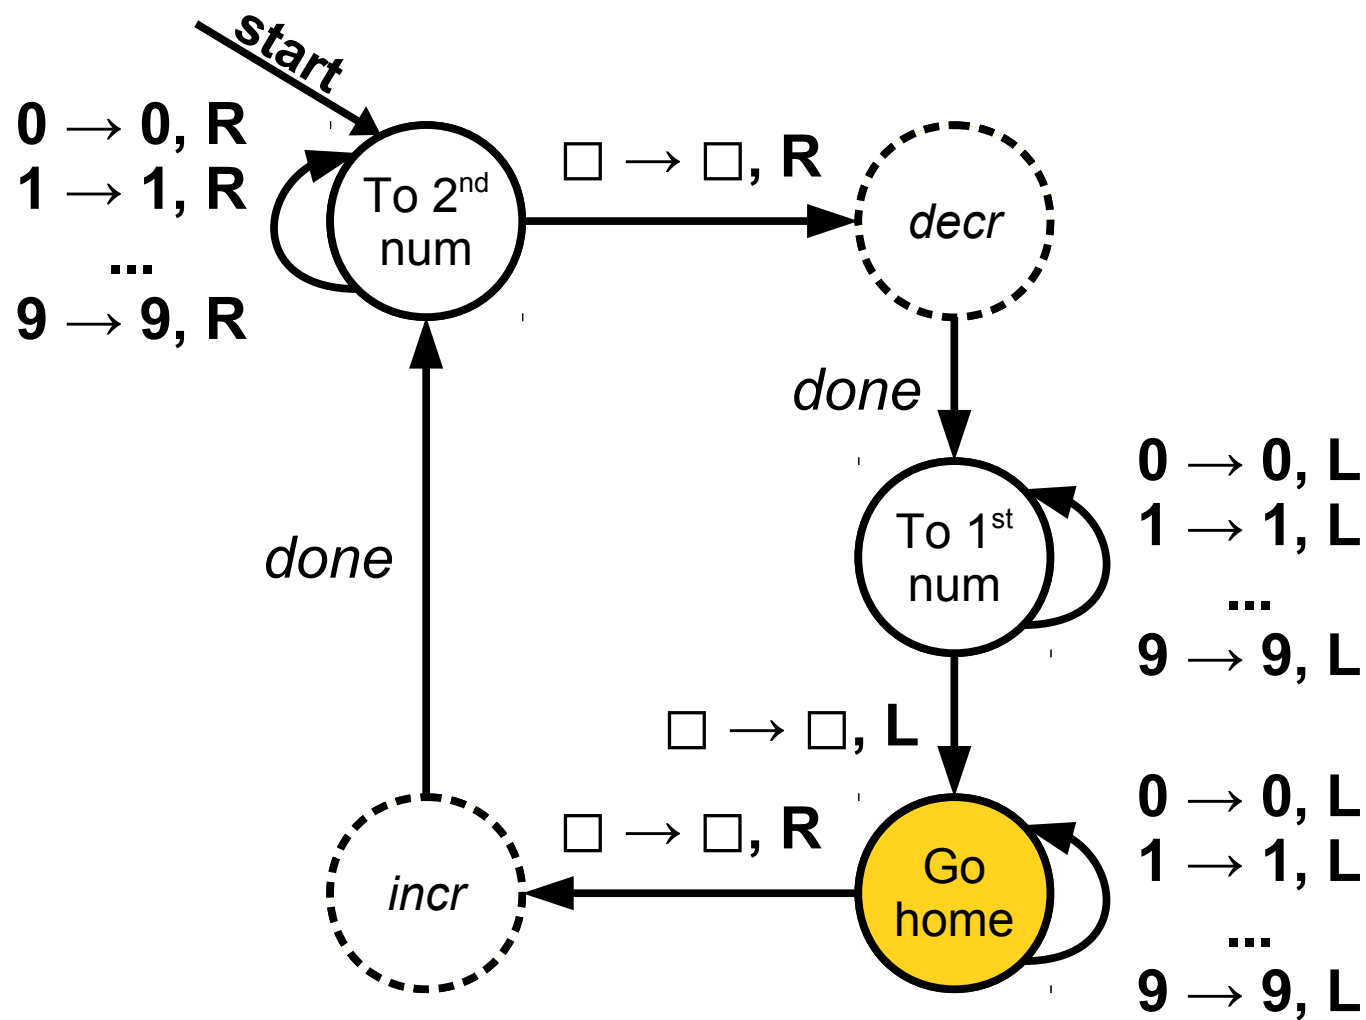 start
0 → 0, R
1 → 1, R
...
9 → 9, R
To 2nd
num
□ → □, R
decr
done
0 → 0, L
1 → 1, L
...
9 → 9, L
To 1st
num
done
□ → □, L
0 → 0, L
1 → 1, L
...
9 → 9, L
Go
home
□ → □, R
incr